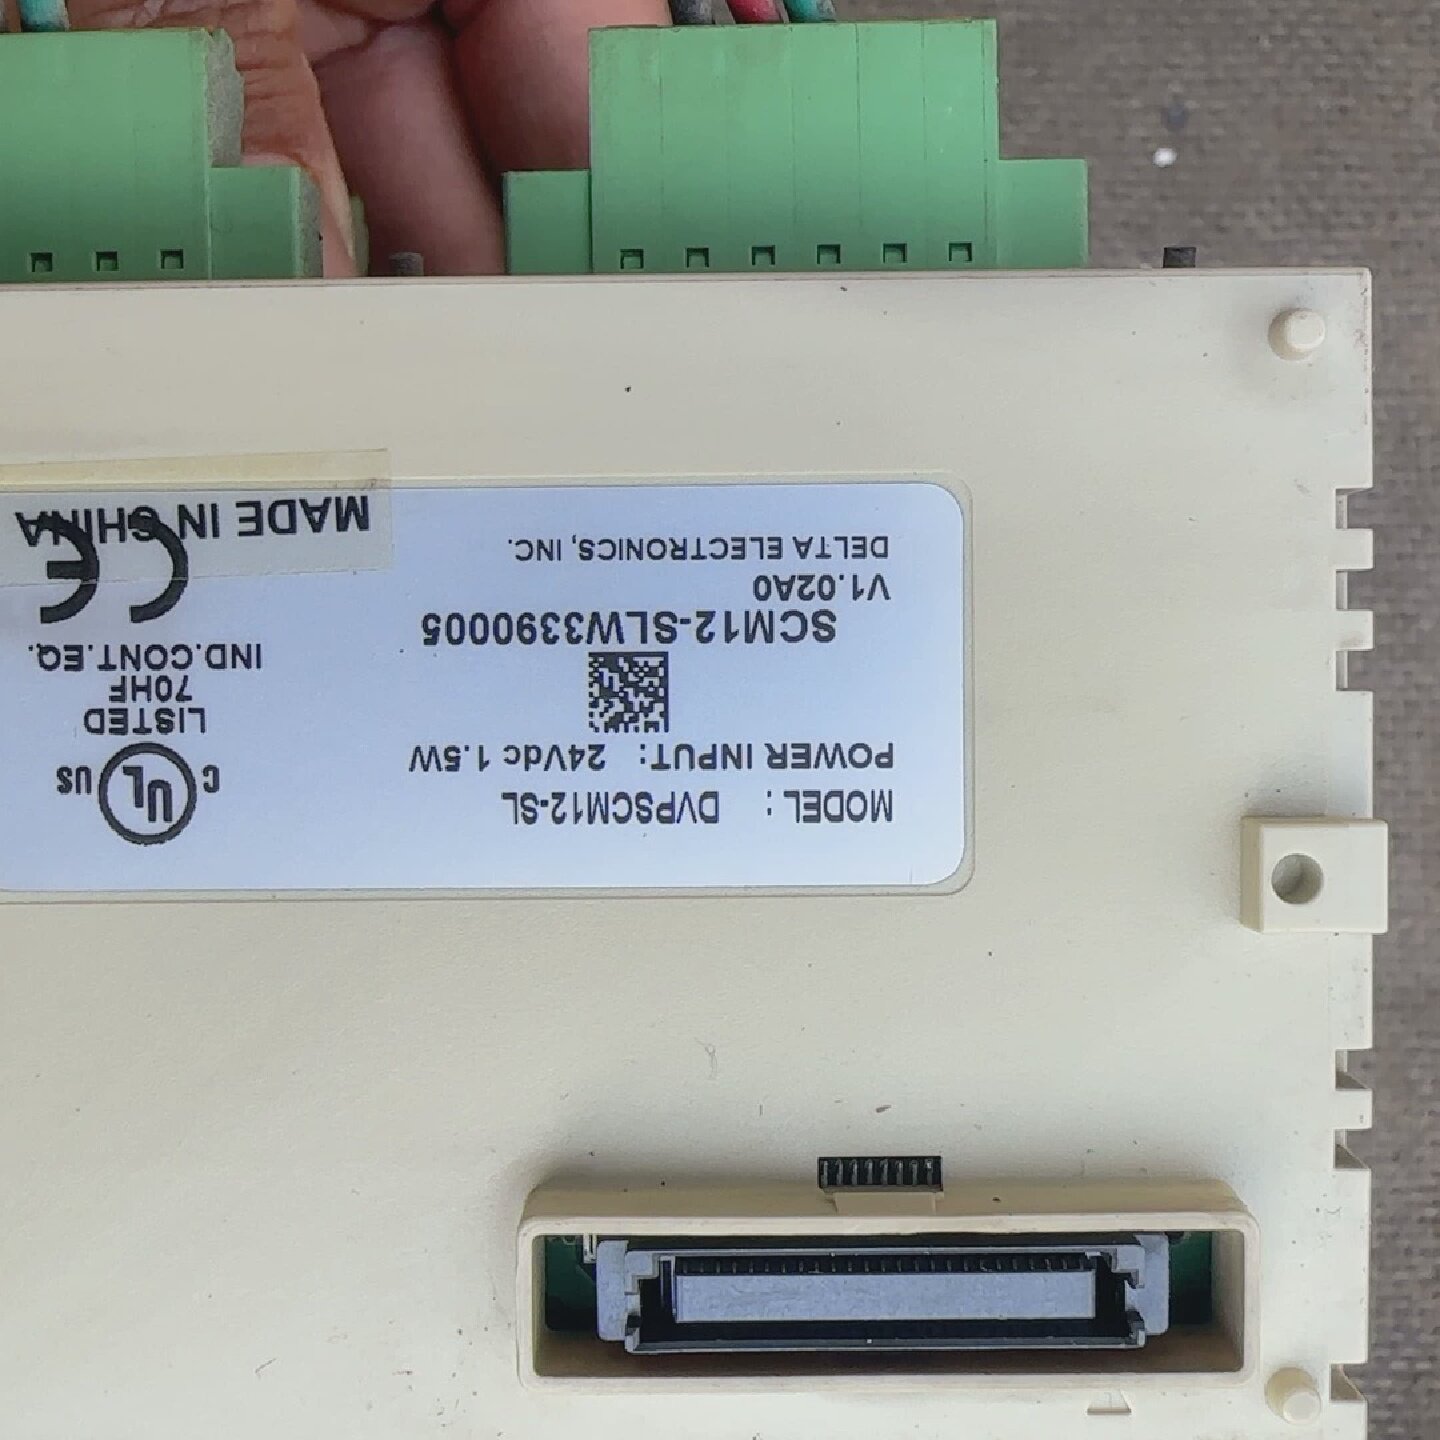 MODEL : DVPSCM12-SL
POWER INPUT: 24Vdc 1.5W
SCM12-SLW3390005
V1.02A0
DELTA ELECTRONICS, INC.
C UL US
LISTED
70HF
IND.CONT.EQ.
CE
MADE IN CHINA